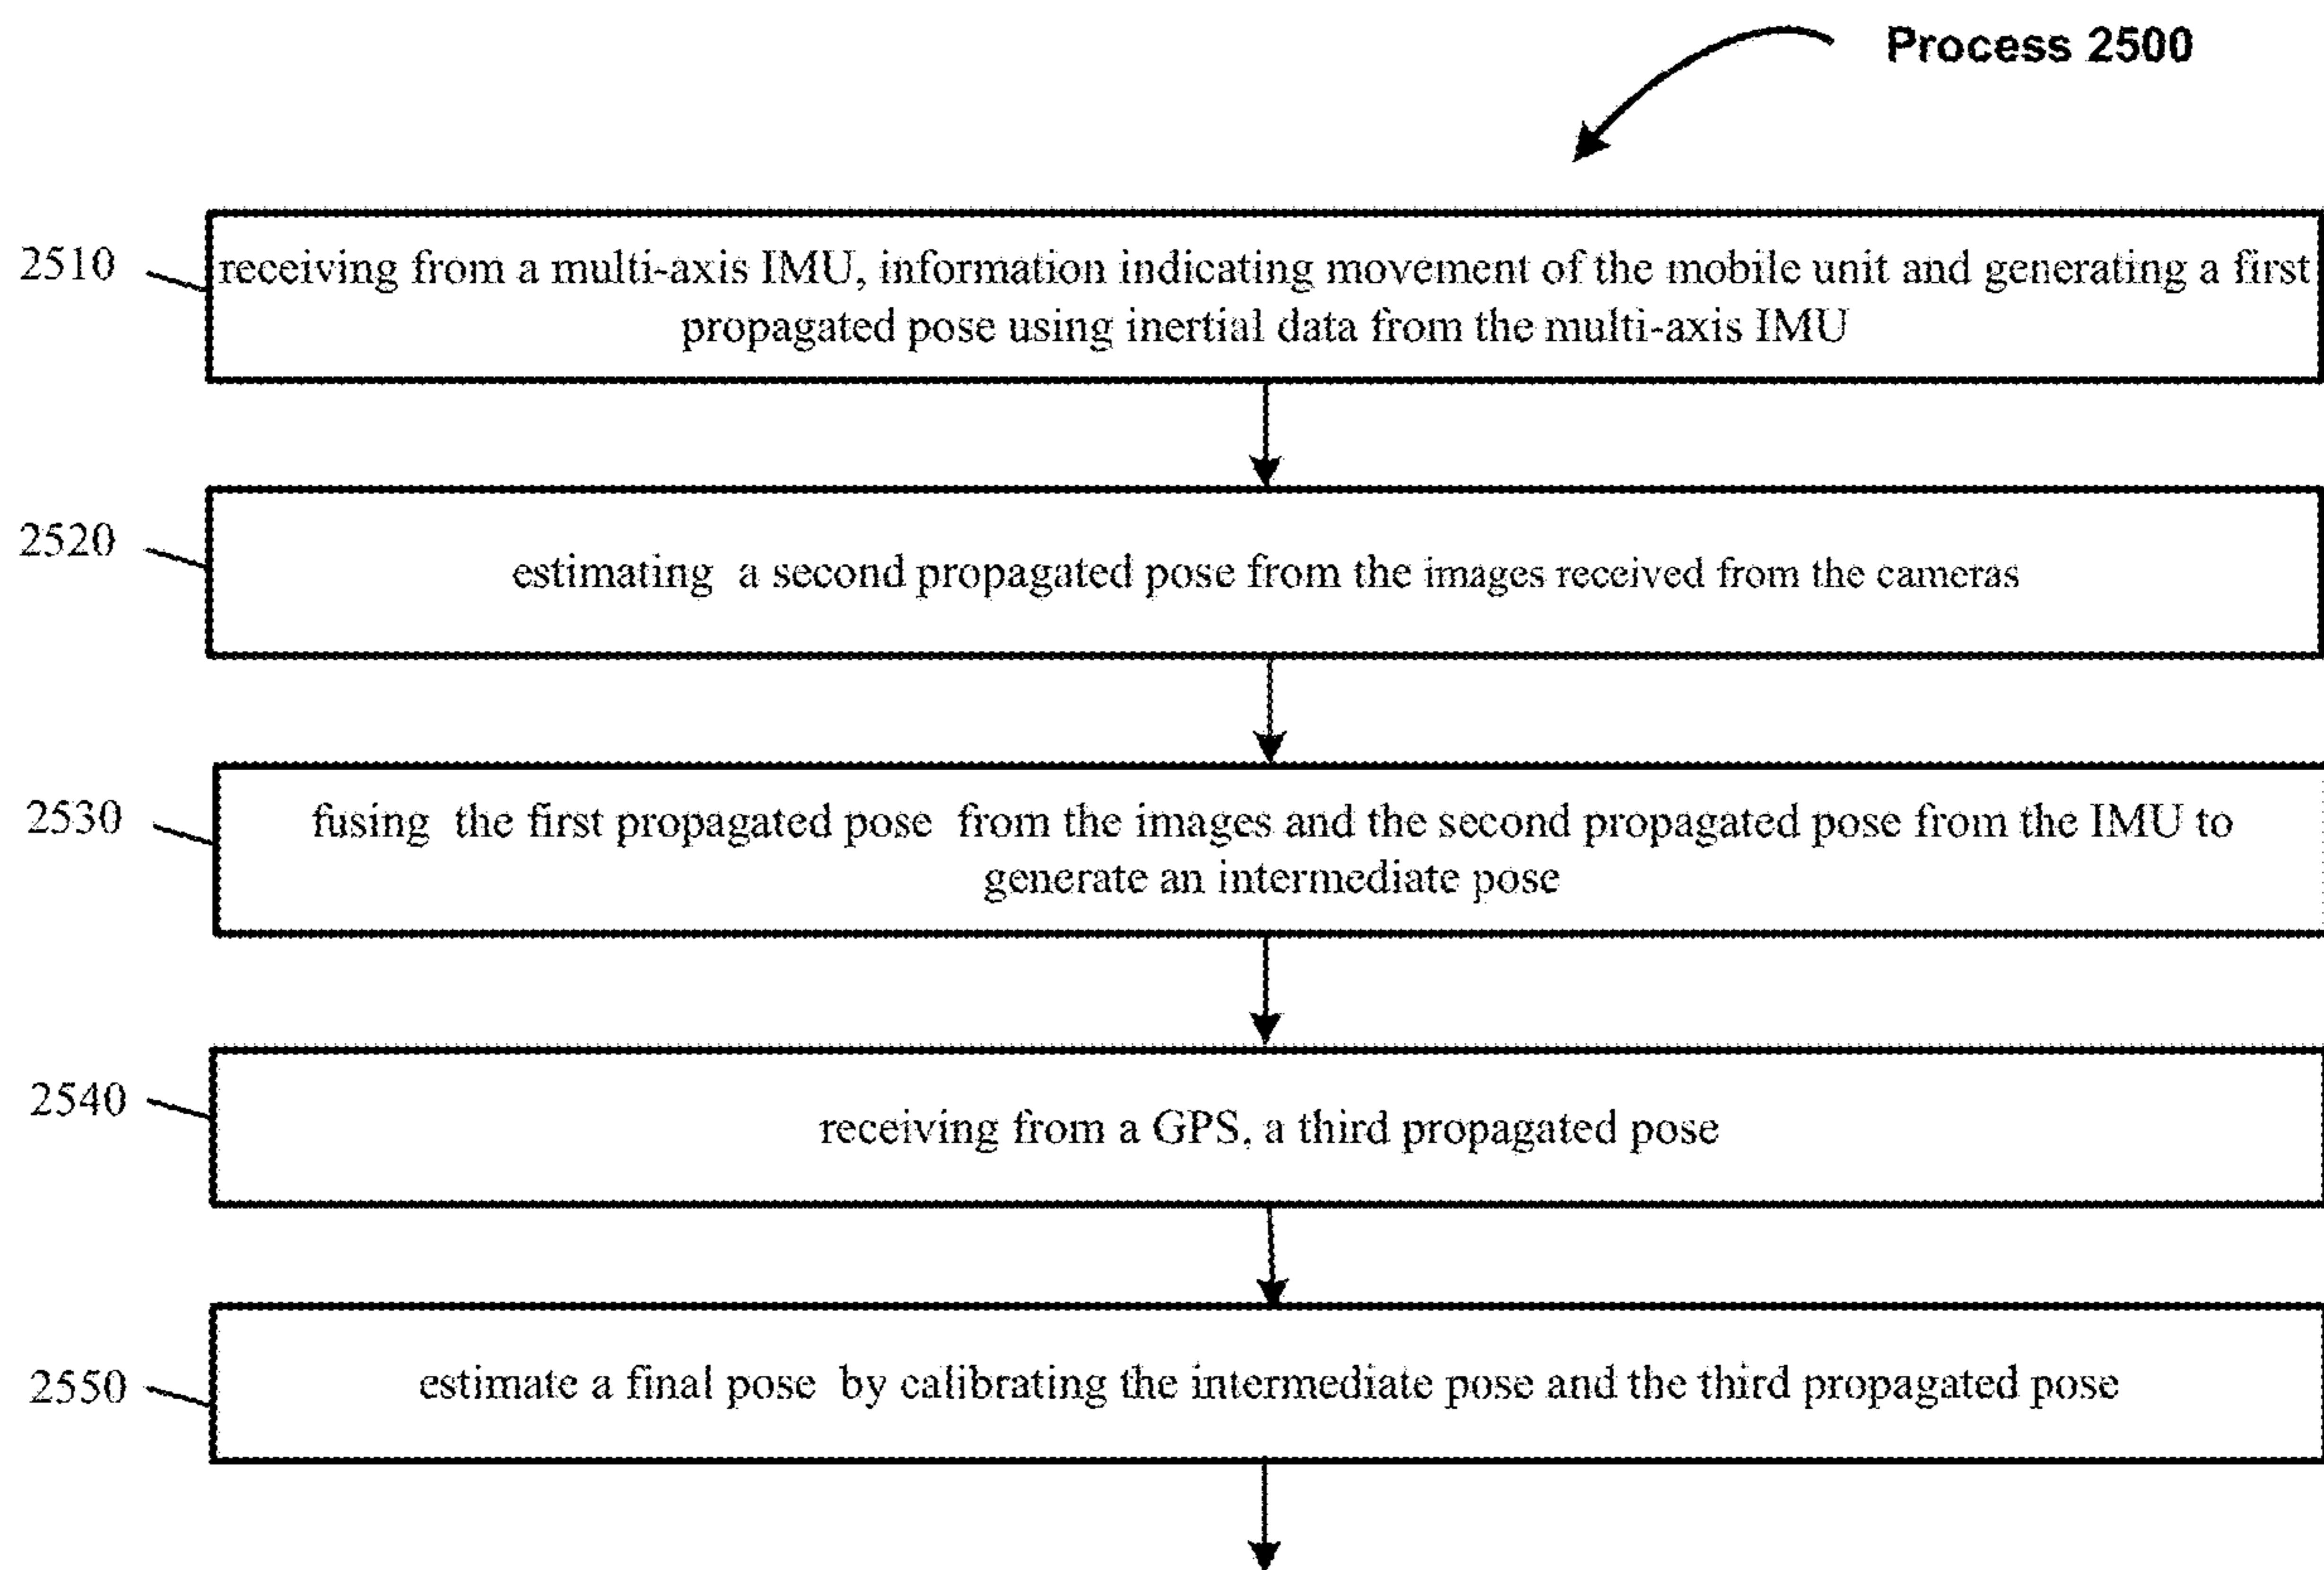 Process 2500
2510
receiving from a multi-axis IMU, information indicating movement of the mobile unit and generating a first
propagated pose using inertial data from the multi-axis IMU
2520
estimating a second propagated pose from the images received from the cameras
2530
fusing the first propagated pose from the images and the second propagated pose from the IMU to
generate an intermediate pose
2540
receiving from a GPS, a third propagated pose
2550
estimate a final pose by calibrating the intermediate pose and the third propagated pose